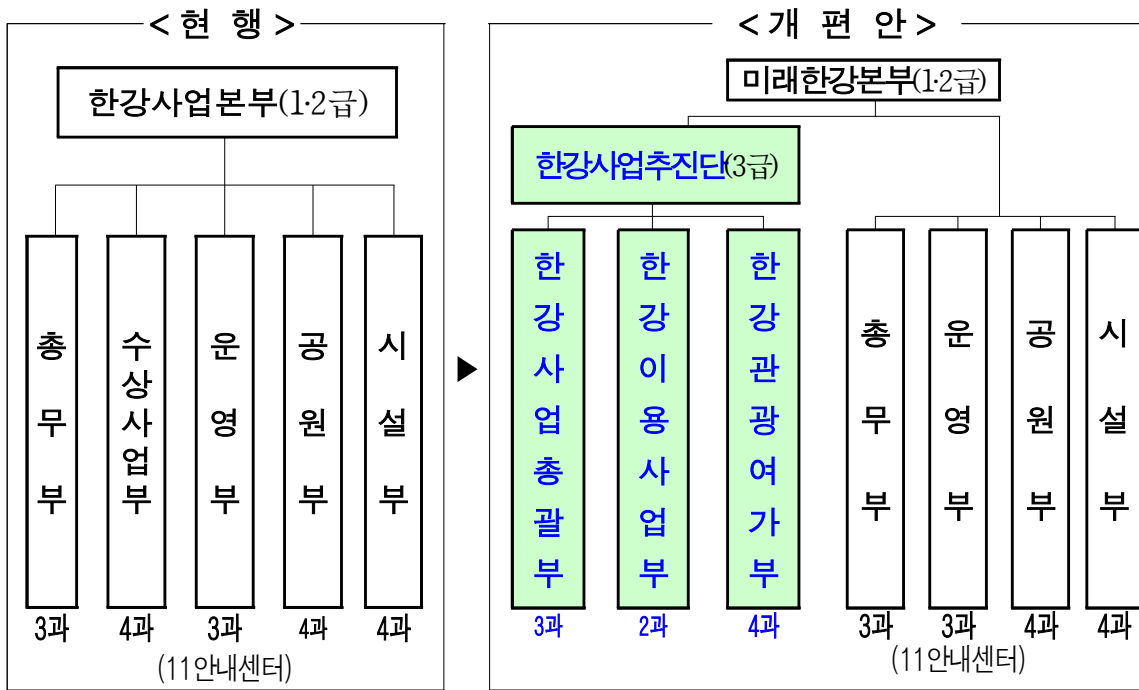 < 현 행 >
한강사업본부(1·2급)
총무부
수상사업부
운영부
공원부
시설부
3과
4과
3과
4과
4과
(11안내센터)
▶
< 개 편 안 >
미래한강본부(1·2급)
한강사업추진단(3급)
한강사업총괄부
한강이용사업부
한강관광여가부
총무부
운영부
공원부
시설부
3과
2과
4과
3과
3과
4과
4과
(11안내센터)